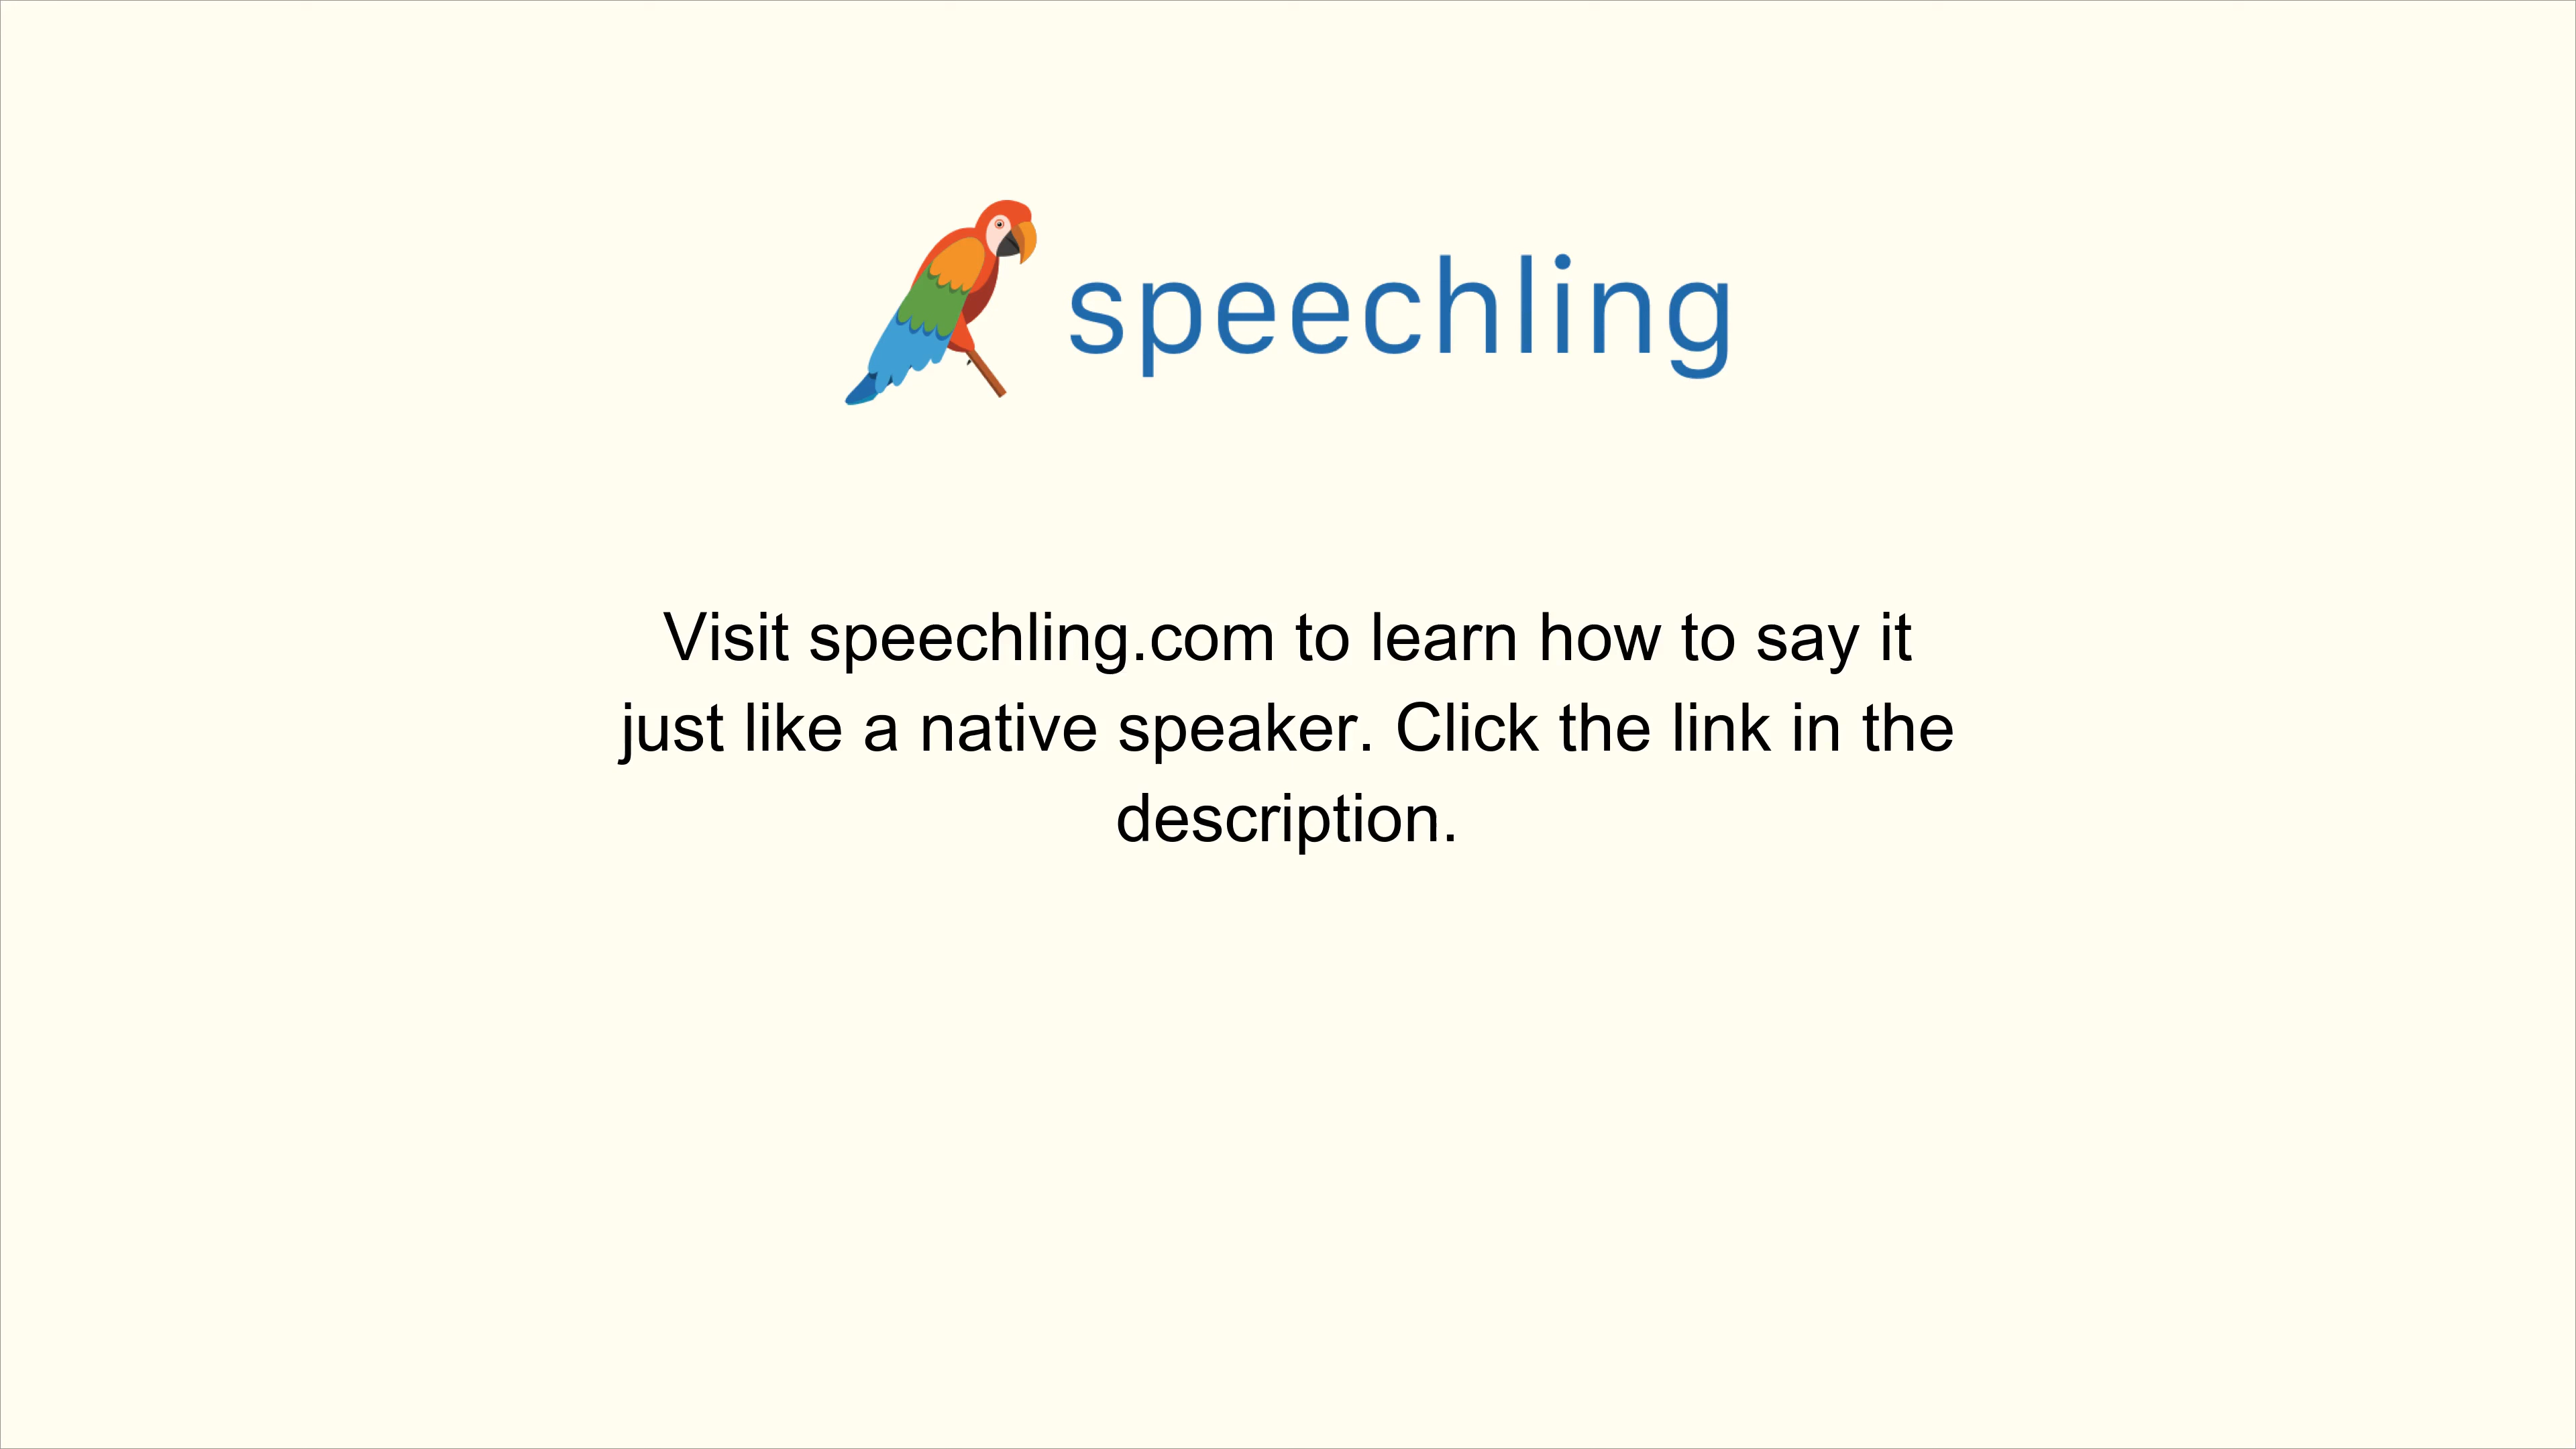 speechling
Visit speechling.com to learn how to say it
just like a native speaker. Click the link in the
description.